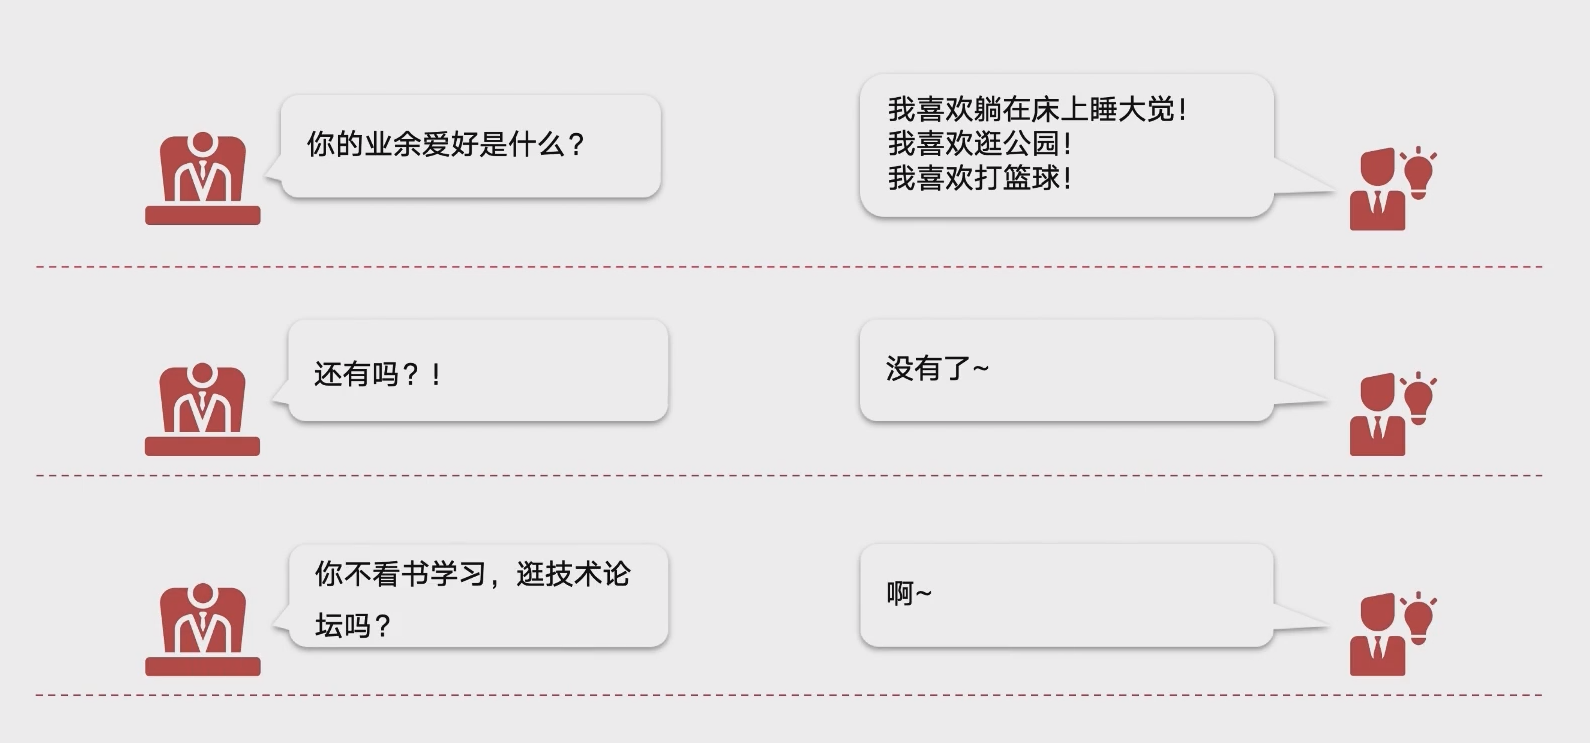 你的业余爱好是什么？
我喜欢躺在床上睡大觉！
我喜欢逛公园！
我喜欢打篮球！
还有吗？！
没有了~
你不看书学习，逛技术论
坛吗？
啊~